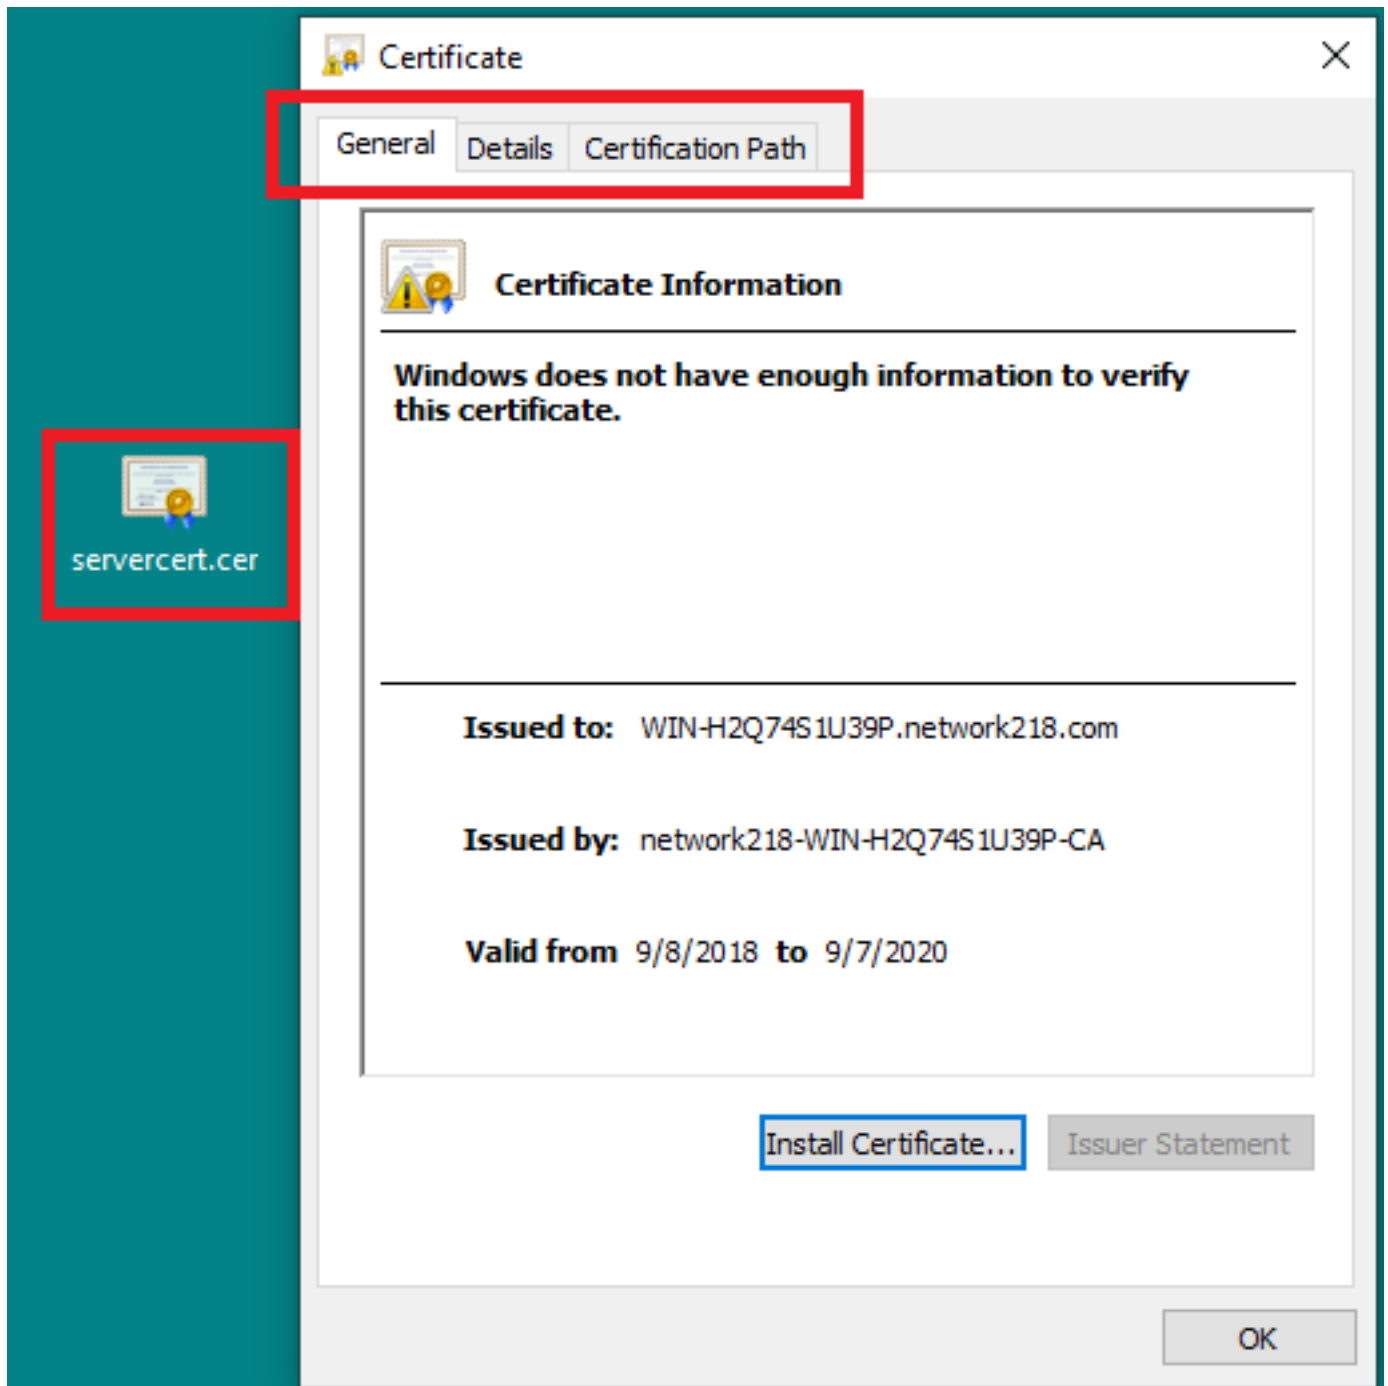 Certificate
General Details Certification Path
Certificate Information
Windows does not have enough information to verify
this certificate.
servercert.cer
Issued to: WIN-H2Q74S1U39P.network218.com
Issued by: network218-WIN-H2Q74S1U39P-CA
Valid from 9/8/2018 to 9/7/2020
Install Certificate... Issuer Statement
OK